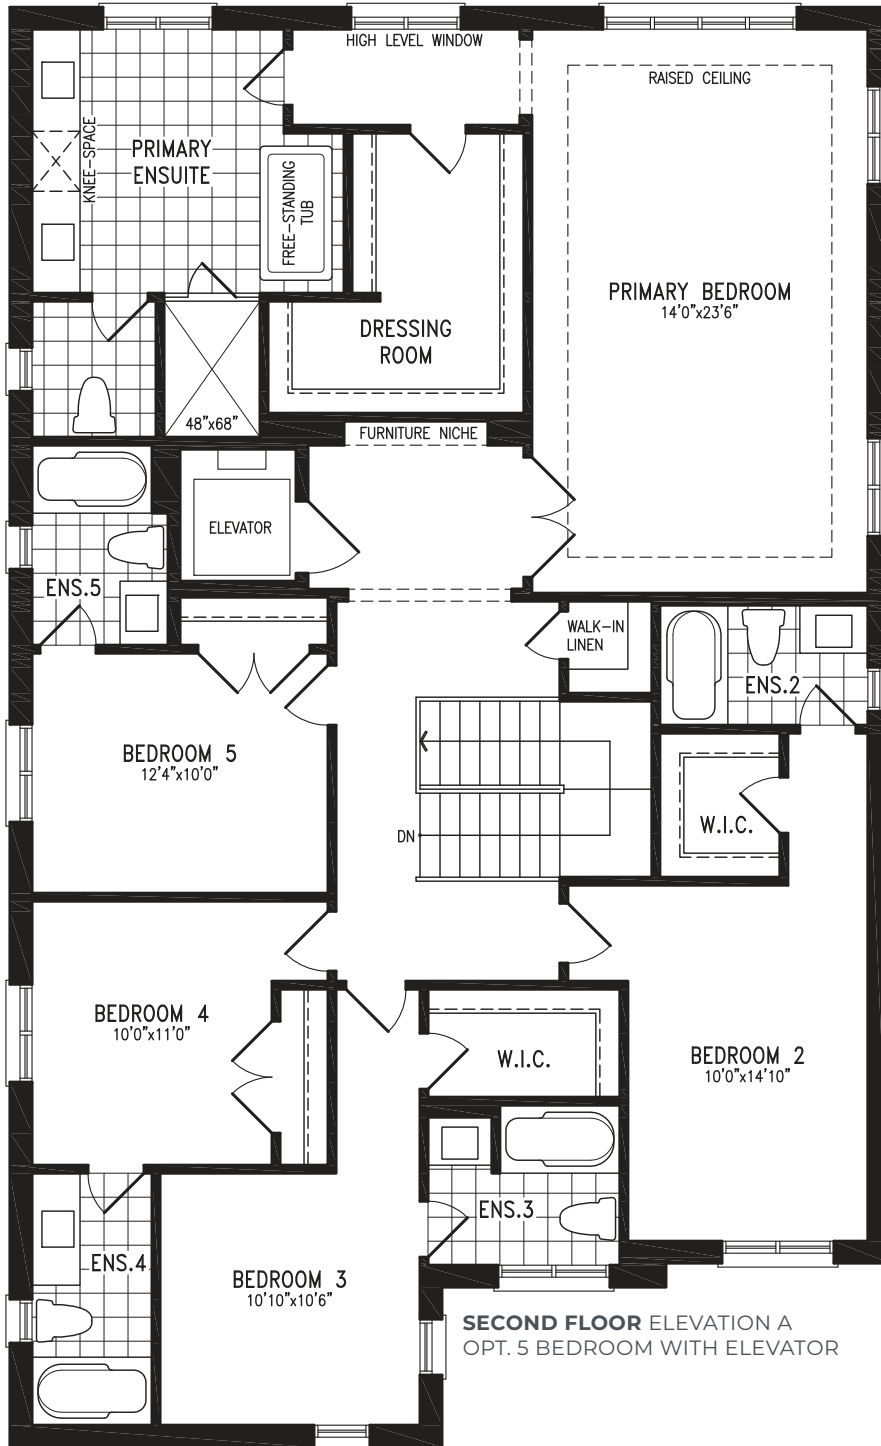 HIGH LEVEL WINDOW
RAISED CEILING
KNEE-SPACE
PRIMARY
ENSUITE
FREE-STANDING
TUB
PRIMARY BEDROOM
14'0"x23'6"
DRESSING
ROOM
48"x68"
FURNITURE NICHE
ELEVATOR
ENS.5
WALK-IN
LINEN
ENS.2
BEDROOM 5
12'4"x10'0"
W.I.C.
DN
BEDROOM 4
10'0"x11'0"
W.I.C.
BEDROOM 2
10'0"x14'10"
ENS.3
ENS.4
BEDROOM 3
10'10"x10'6"
SECOND FLOOR ELEVATION A
OPT. 5 BEDROOM WITH ELEVATOR